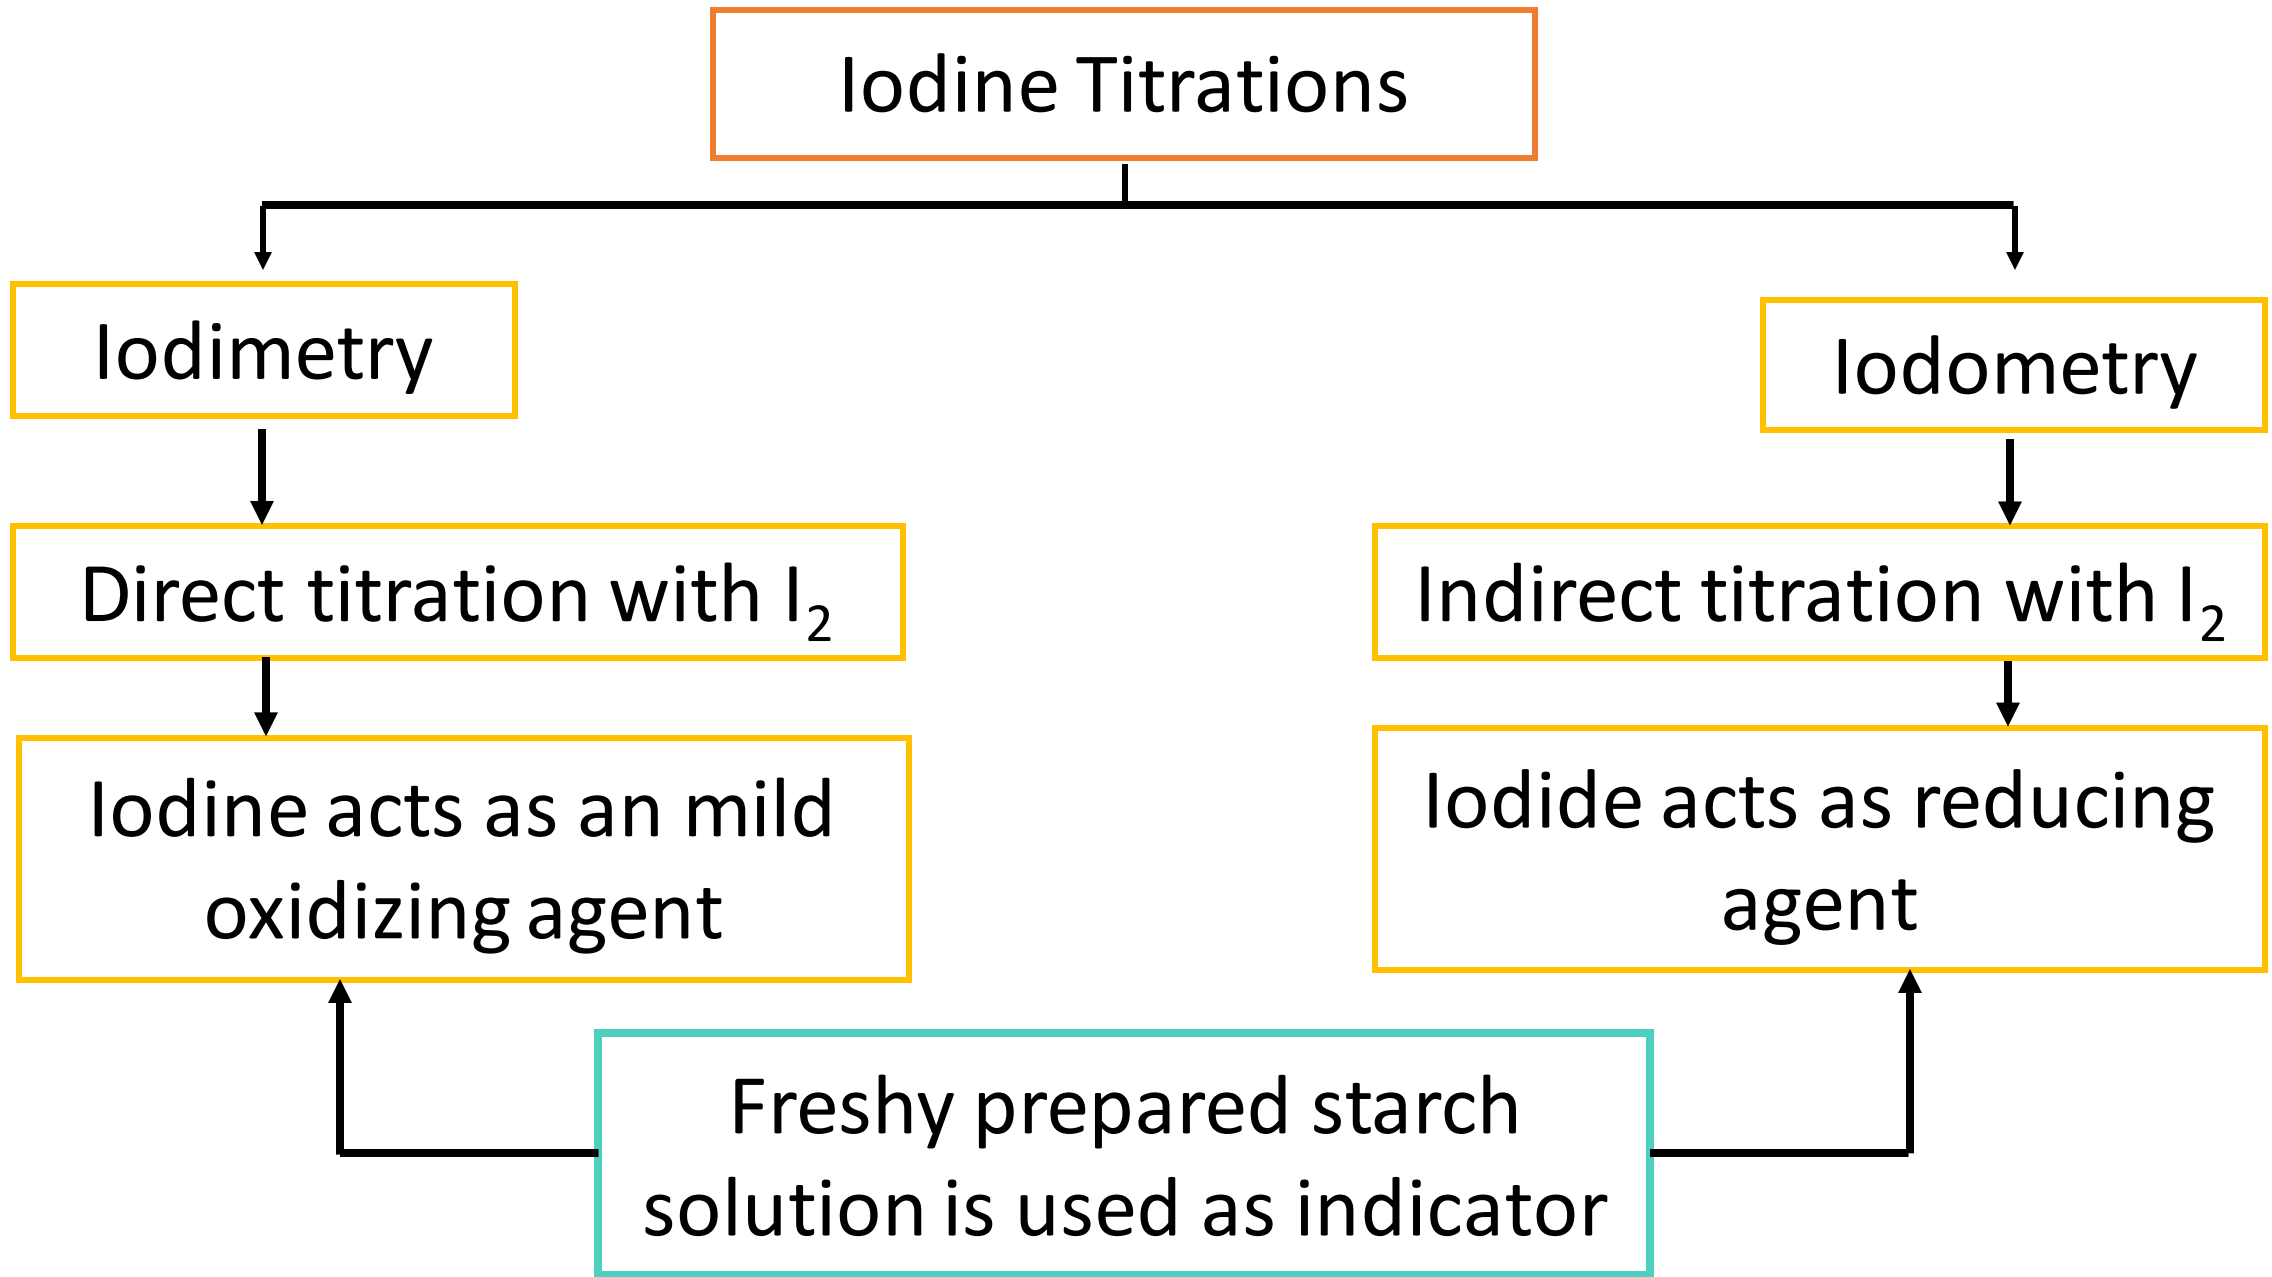 Iodine Titrations
Iodimetry
Iodometry
Direct titration with I₂
Indirect titration with I₂
Iodine acts as an mild
oxidizing agent
Iodide acts as reducing
agent
Freshy prepared starch
solution is used as indicator